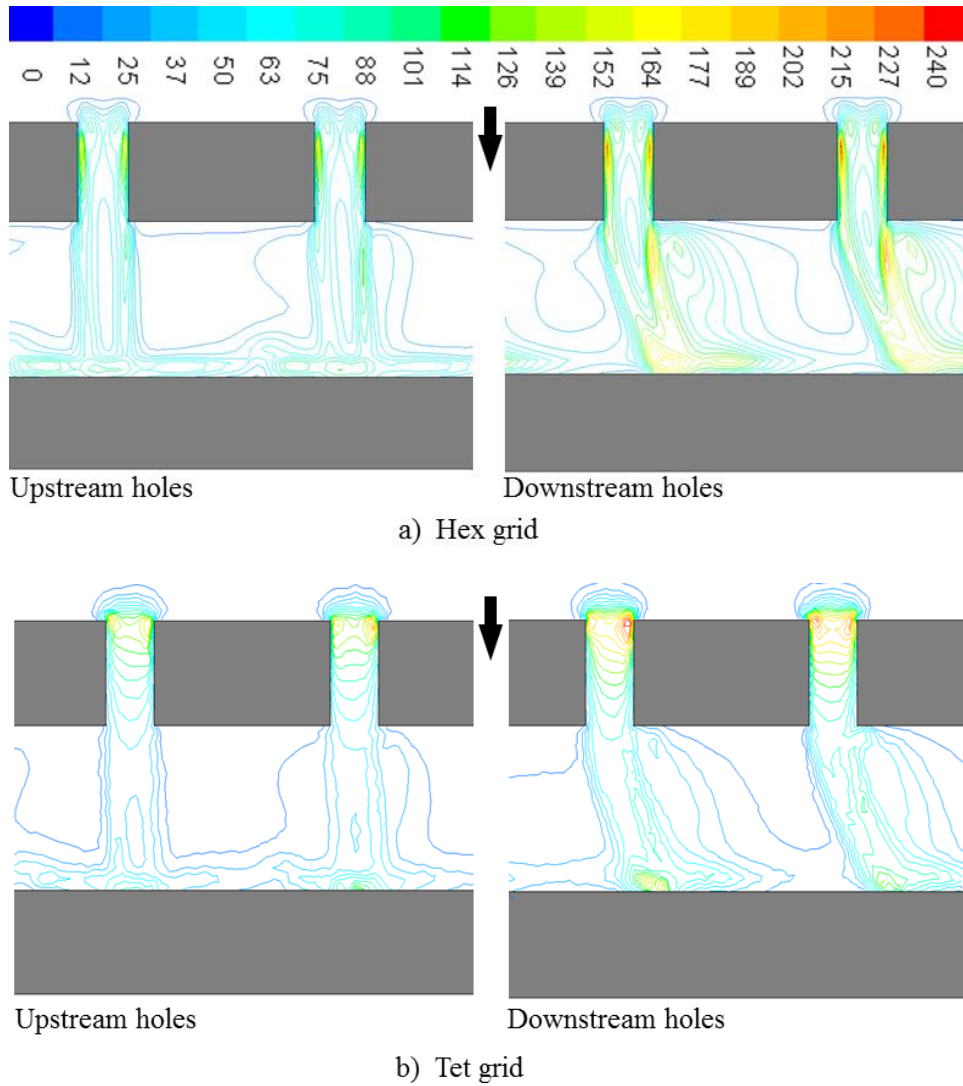 0 12 25 37 50 63 75 88 101 114 126 139 152 164 177 189 202 215 227 240
Upstream holes
Downstream holes
a) Hex grid
Upstream holes
Downstream holes
b) Tet grid